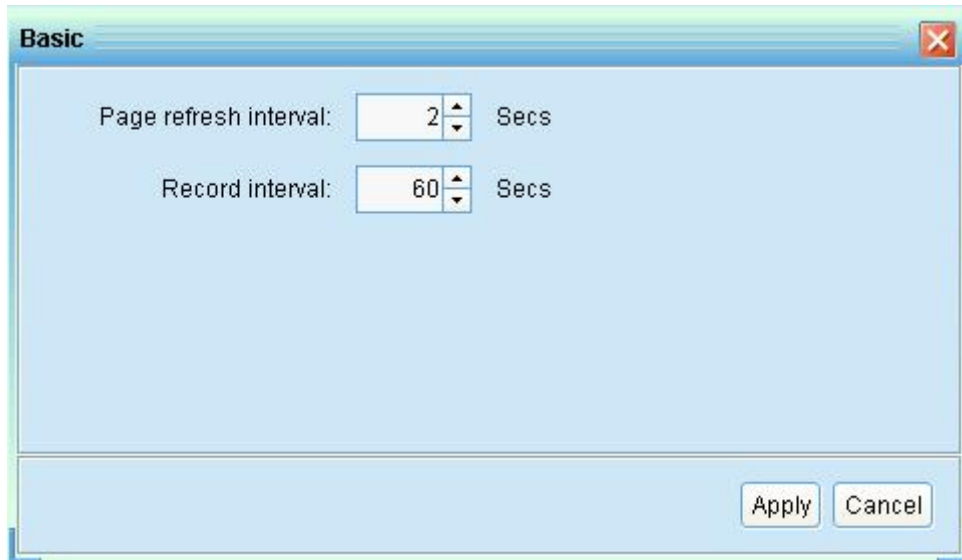 Basic
Page refresh interval: 2 Secs
Record interval: 60 Secs
Apply Cancel